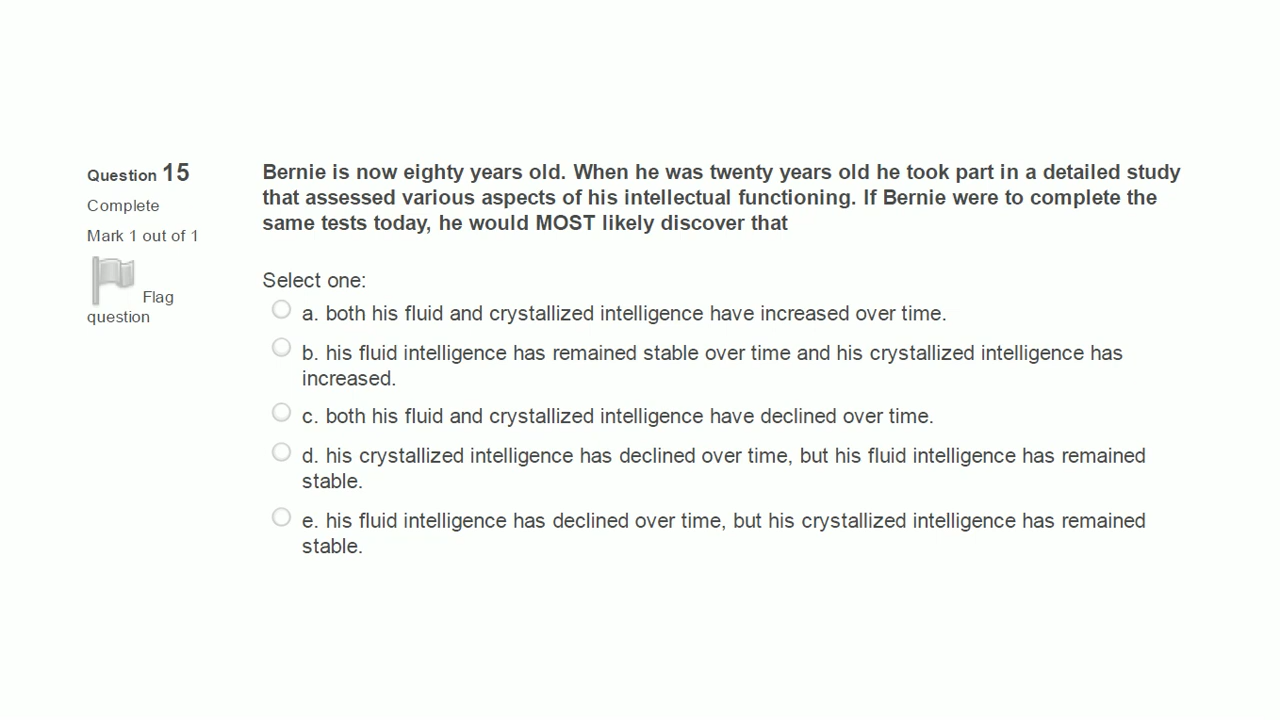 Question 15
Complete
Mark 1 out of 1
Flag
question
Bernie is now eighty years old. When he was twenty years old he took part in a detailed study
that assessed various aspects of his intellectual functioning. If Bernie were to complete the
same tests today, he would MOST likely discover that
Select one:
a. both his fluid and crystallized intelligence have increased over time.
b. his fluid intelligence has remained stable over time and his crystallized intelligence has
increased.
c. both his fluid and crystallized intelligence have declined over time.
d. his crystallized intelligence has declined over time, but his fluid intelligence has remained
stable.
e. his fluid intelligence has declined over time, but his crystallized intelligence has remained
stable.